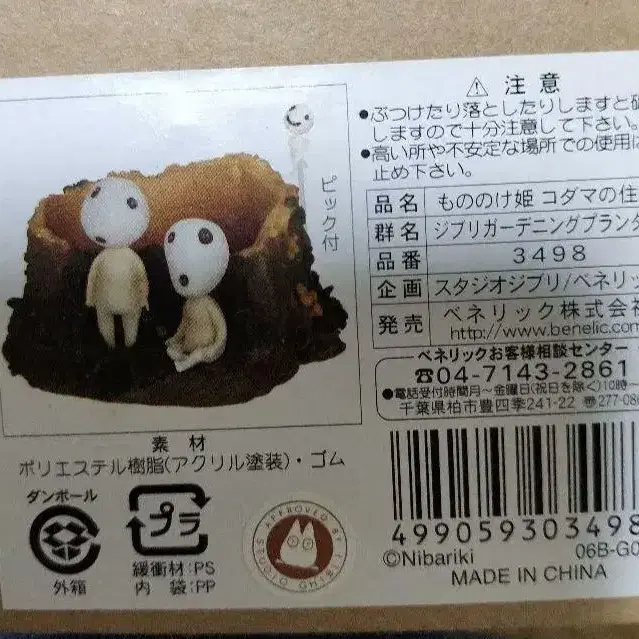 ⚠ 注意
●ぶつけたり落としたりしますと
しますので十分注意して下さい。
●高い所や不安定な場所での使用は
止め下さい。
ピック付
品名 もののけ姫 コダマの住
群名 ジブリガーデニングプラン
品番 3498
企画 スタジオジブリ/ベネリッ
発売 ベネリック株式会社
http://www.benelic.com
ベネリックお客様相談センター
☎04-7143-2861
●電話受付時間月～金曜日(祝日を除く)10時
千葉県柏市豊四季241-22 ☏277-08
素材
ポリエステル樹脂(アクリル塗装)・ゴム
ダンボール
外箱
プラ
緩衝材:PS
内袋:PP
APPROVED BY STUDIO GHIBLI
499059303498
©Nibariki 06B-G0
MADE IN CHINA